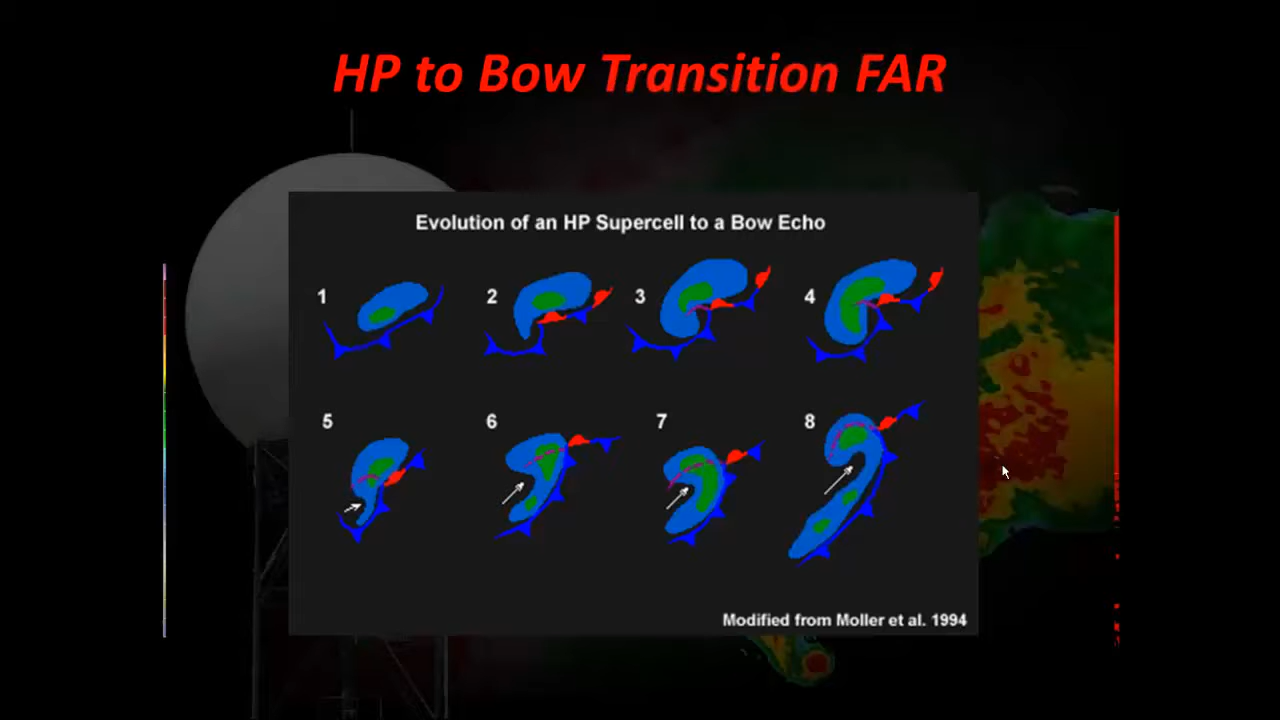 HP to Bow Transition FAR
Evolution of an HP Supercell to a Bow Echo
1
2
3
4
5
6
7
8
Modified from Moller et al. 1994